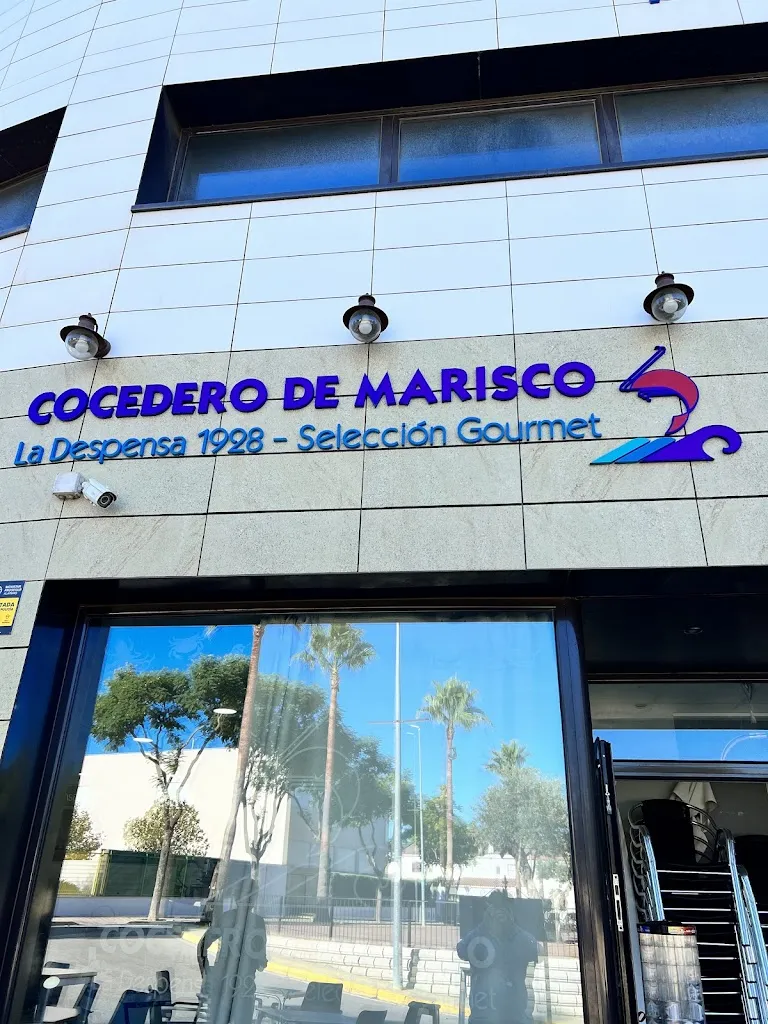 COCEDERO DE MARISCO
La Despensa 1928 - Selección Gourmet